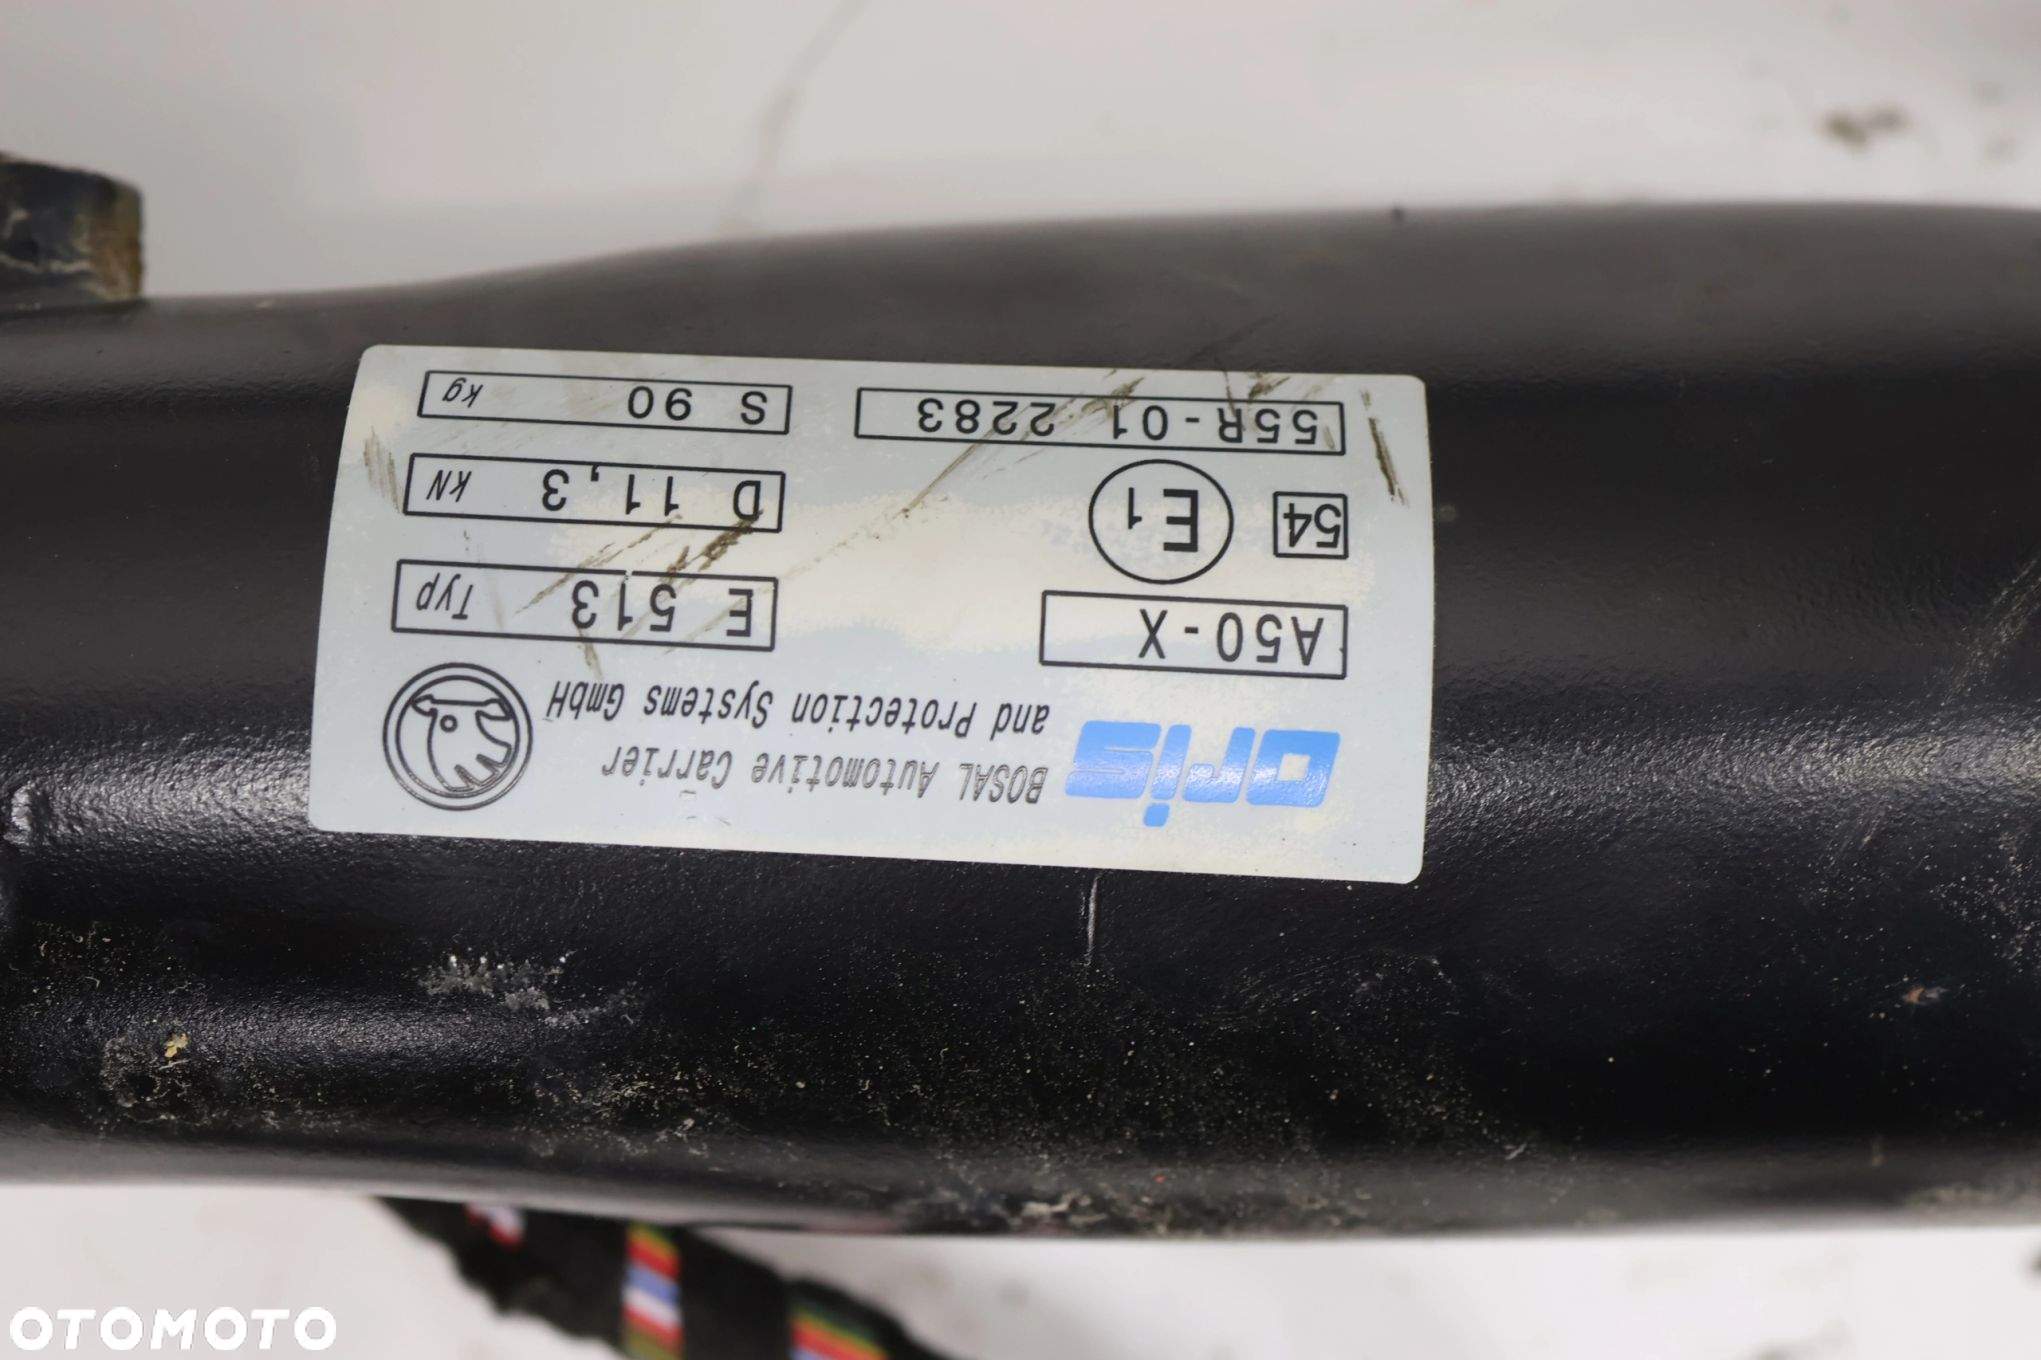 oris BOSAL Automotive Carrier
and Protection Systems GmbH
A50-X E 513 Typ
54 E1 D 11,3 kN
55R-01 2283 S 90 kg
OTOMOTO